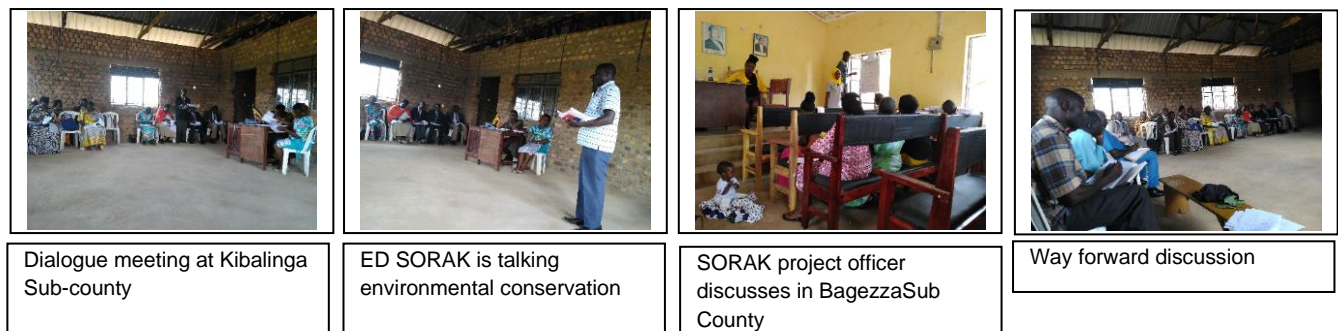 Dialogue meeting at Kibalinga
Sub-county
ED SORAK is talking
environmental conservation
SORAK project officer
discusses in BagezzaSub
County
Way forward discussion